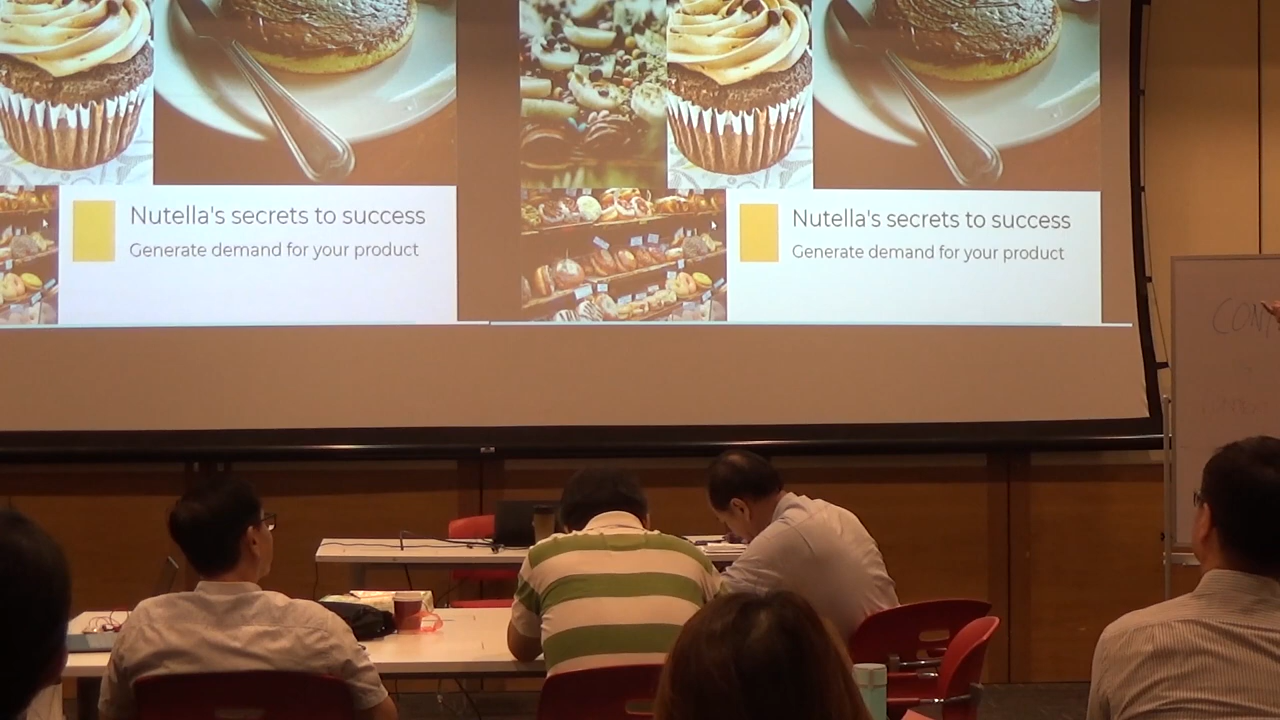 Nutella's secrets to success
Generate demand for your product
Nutella's secrets to success
Generate demand for your product